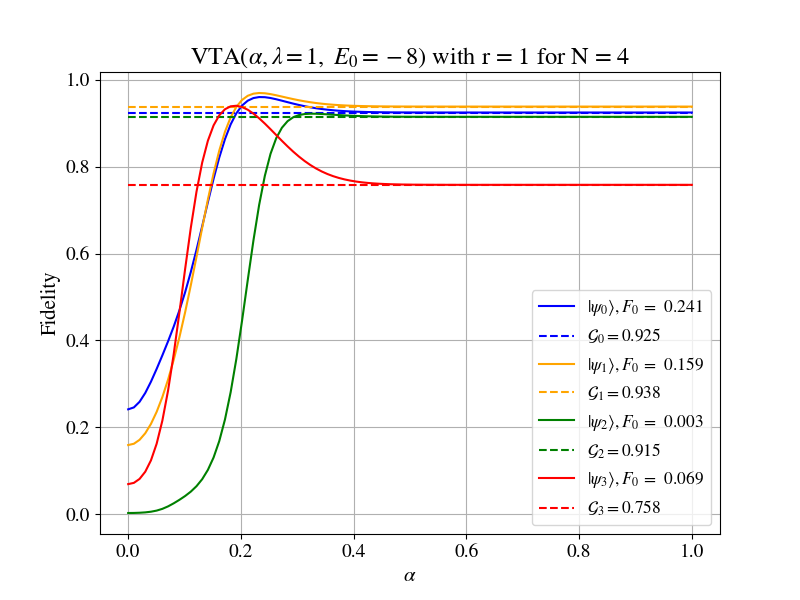 VTA(α, λ = 1, E₀ = −8) with r = 1 for N = 4
Fidelity
1.0
0.8
0.6
0.4
0.2
0.0
0.0 0.2 0.4 0.6 0.8 1.0
α
|ψ₀⟩, F₀ = 0.241
𝒢₀ = 0.925
|ψ₁⟩, F₀ = 0.159
𝒢₁ = 0.938
|ψ₂⟩, F₀ = 0.003
𝒢₂ = 0.915
|ψ₃⟩, F₀ = 0.069
𝒢₃ = 0.758